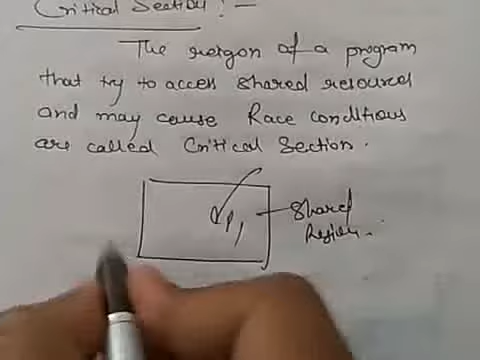 Critical Section:-
The reigon of a program
that try to access shared resources
and may cause Race conditions
are called Critical Section.
P1
Shared
Region.